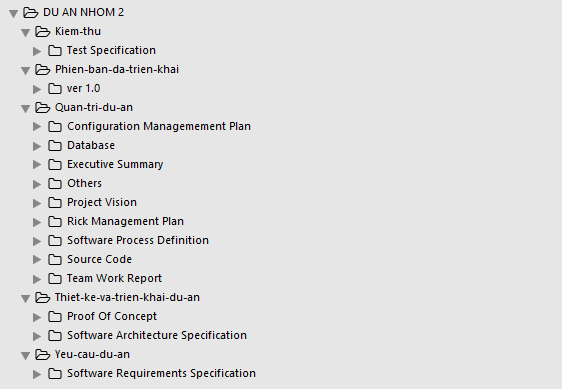 DU AN NHOM 2
Kiem-thu
Test Specification
Phien-ban-da-trien-khai
ver 1.0
Quan-tri-du-an
Configuration Managemement Plan
Database
Executive Summary
Others
Project Vision
Rick Management Plan
Software Process Definition
Source Code
Team Work Report
Thiet-ke-va-trien-khai-du-an
Proof Of Concept
Software Architecture Specification
Yeu-cau-du-an
Software Requirements Specification